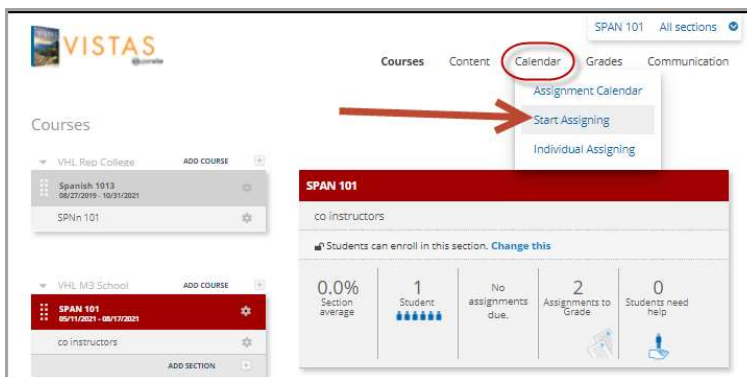 SPAN 101 All sections
VISTAS
Courses Content Calendar Grades Communication
Assignment Calendar
Start Assigning
Individual Assigning
Courses
VHL Rep College ADD COURSE
Spanish 1013
08/27/2019 - 10/31/2021
SPNn 101
VHL M3 School ADD COURSE
SPAN 101
05/11/2021 - 08/17/2021
co instructors
ADD SECTION
SPAN 101
co instructors
Students can enroll in this section. Change this
0.0%
Section
average
1
Student
No
assignments
due.
2
Assignments to
Grade
0
Students need
help